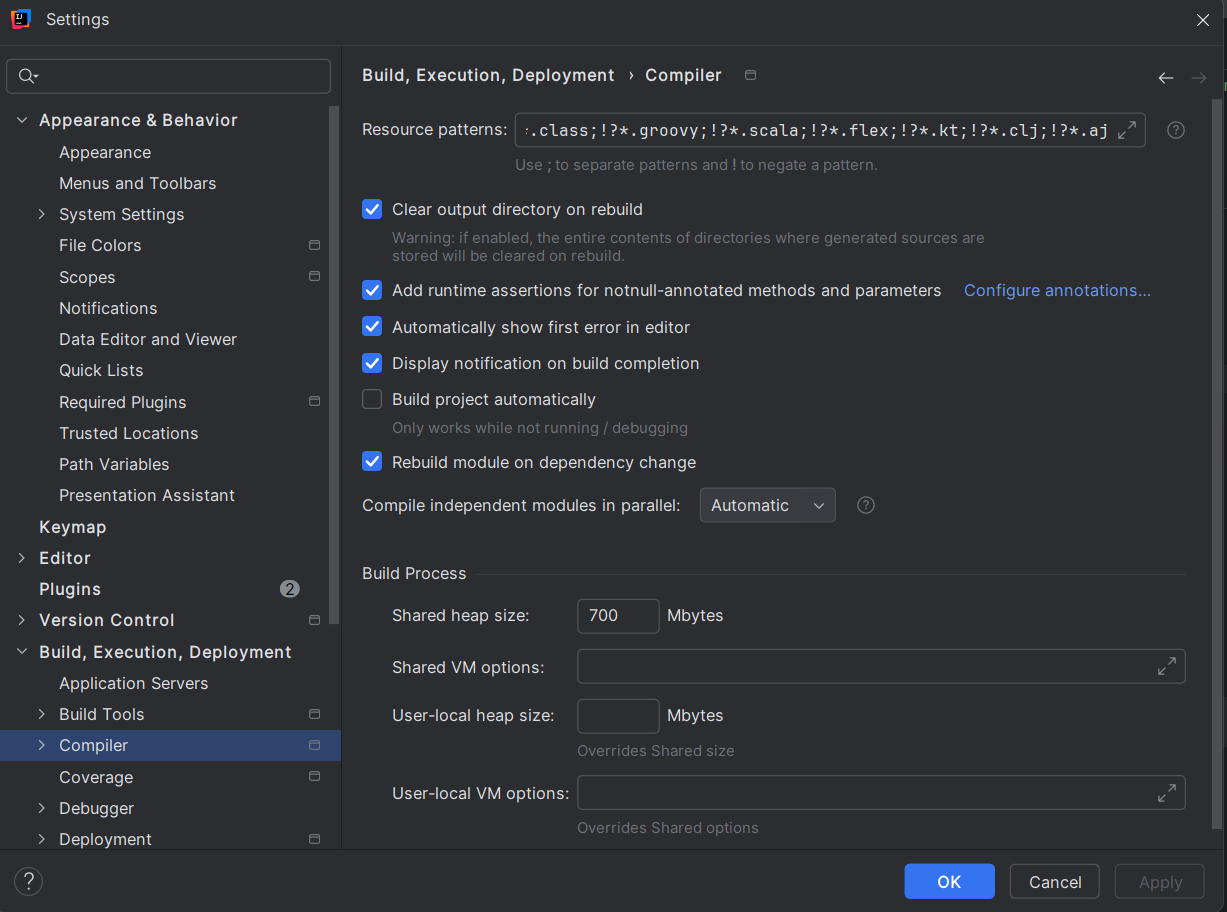 Settings
Appearance & Behavior
Appearance
Menus and Toolbars
System Settings
File Colors
Scopes
Notifications
Data Editor and Viewer
Quick Lists
Required Plugins
Trusted Locations
Path Variables
Presentation Assistant
Keymap
Editor
Plugins 2
Version Control
Build, Execution, Deployment
Application Servers
Build Tools
Compiler
Coverage
Debugger
Deployment
Build, Execution, Deployment › Compiler
Resource patterns: .class;!?*.groovy;!?*.scala;!?*.flex;!?*.kt;!?*.clj;!?*.aj
Use ; to separate patterns and ! to negate a pattern.
Clear output directory on rebuild
Warning: if enabled, the entire contents of directories where generated sources are
stored will be cleared on rebuild.
Add runtime assertions for notnull-annotated methods and parameters Configure annotations...
Automatically show first error in editor
Display notification on build completion
Build project automatically
Only works while not running / debugging
Rebuild module on dependency change
Compile independent modules in parallel: Automatic
Build Process
Shared heap size: 700 Mbytes
Shared VM options:
User-local heap size: Mbytes
Overrides Shared size
User-local VM options:
Overrides Shared options
? OK Cancel Apply